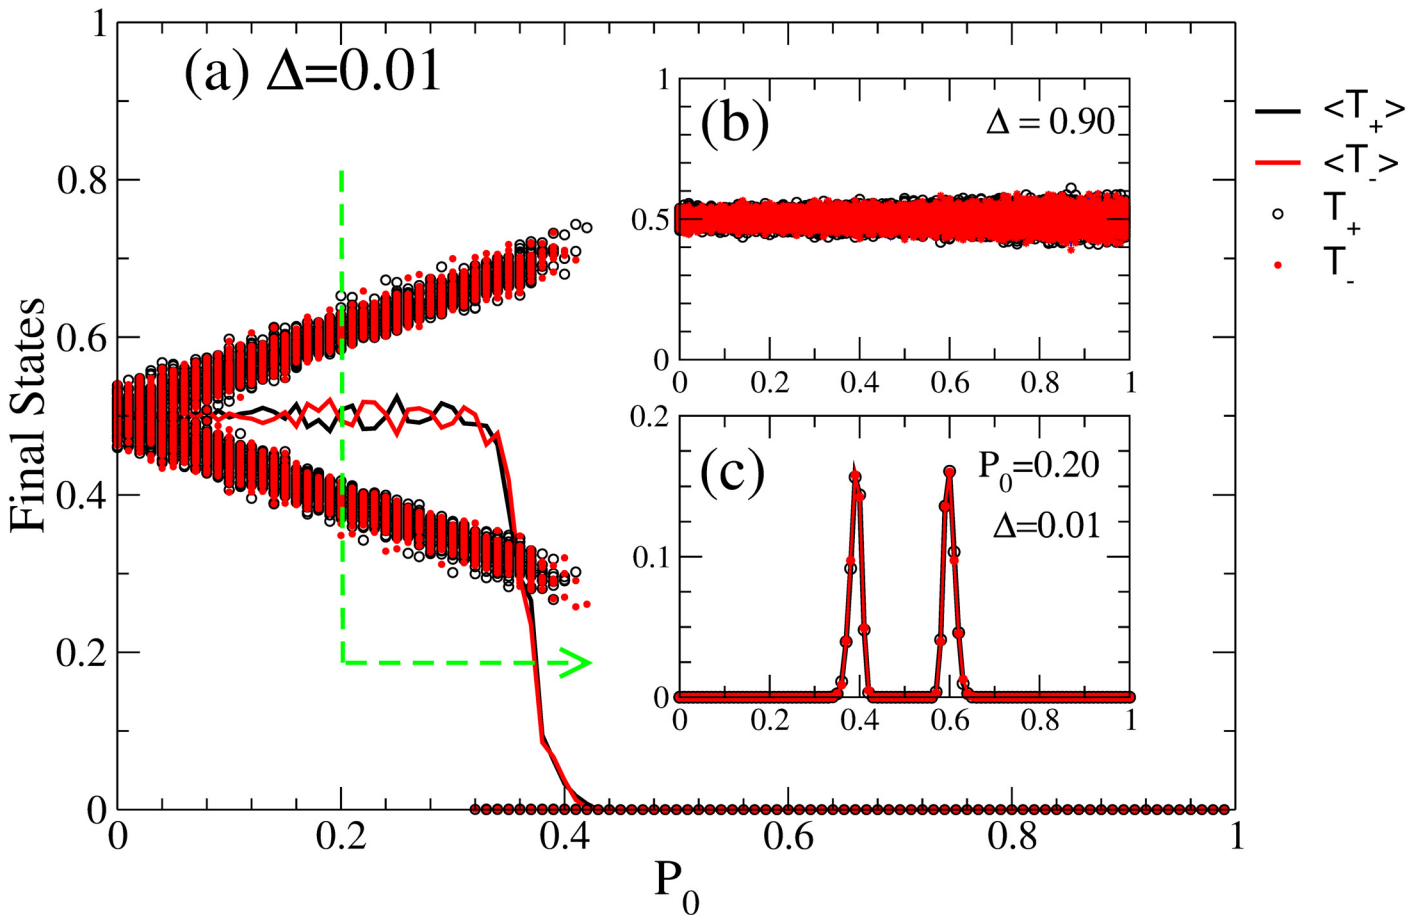 (a) Δ=0.01
Final States
1
0.8
0.6
0.4
0.2
0
0 0.2 0.4 0.6 0.8 1
P0
(b)
Δ = 0.90
1
0.5
0
0 0.2 0.4 0.6 0.8 1
(c)
P0=0.20
Δ=0.01
0.2
0.1
0
0 0.2 0.4 0.6 0.8 1
<T+>
<T->
T+
T-